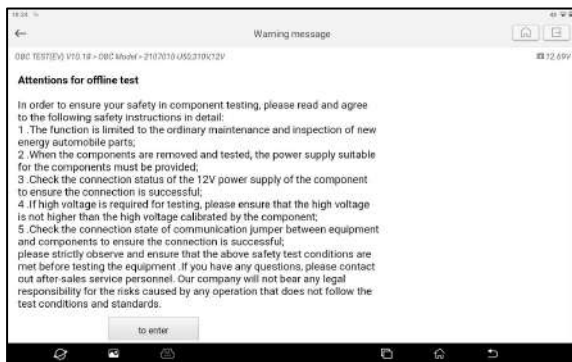 Warning message
OBC TEST(EV) V10.18 > OBC Model > 2107010-U50;310V,12V
12.69V
Attentions for offline test
In order to ensure your safety in component testing, please read and agree
to the following safety instructions in detail:
1 .The function is limited to the ordinary maintenance and inspection of new
energy automobile parts;
2 .When the components are removed and tested, the power supply suitable
for the components must be provided;
3 .Check the connection status of the 12V power supply of the component
to ensure the connection is successful;
4 .If high voltage is required for testing, please ensure that the high voltage
is not higher than the high voltage calibrated by the component;
5 .Check the connection state of communication jumper between equipment
and components to ensure the connection is successful;
please strictly observe and ensure that the above safety test conditions are
met before testing the equipment .If you have any questions, please contact
out after-sales service personnel. Our company will not bear any legal
responsibility for the risks caused by any operation that does not follow the
test conditions and standards.
to enter